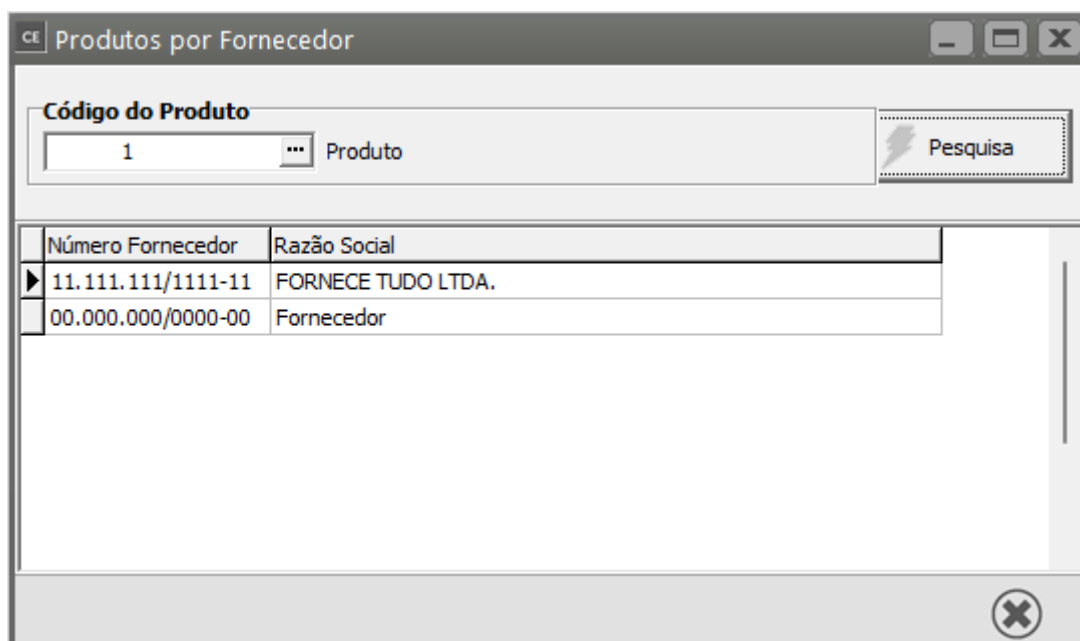 CE Produtos por Fornecedor
Código do Produto
1 ... Produto
Pesquisa
Número Fornecedor Razão Social
11.111.111/1111-11 FORNECE TUDO LTDA.
00.000.000/0000-00 Fornecedor